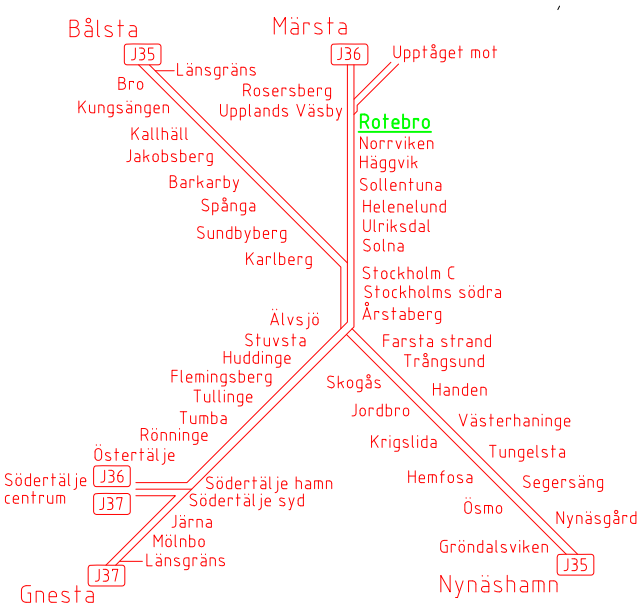 Bålsta
J35
Länsgräns
Bro
Kungsängen
Kallhäll
Jakobsberg
Barkarby
Spånga
Sundbyberg
Karlberg
Märsta
J36
Upptåget mot
Rosersberg
Upplands Väsby
Rotebro
Norrviken
Häggvik
Sollentuna
Helenelund
Ulriksdal
Solna
Stockholm C
Stockholms södra
Årstaberg
Älvsjö
Stuvsta
Huddinge
Flemingsberg
Tullinge
Tumba
Rönninge
Östertälje
Södertälje
centrum
J36
J37
Södertälje hamn
Södertälje syd
Järna
Mölnbo
Länsgräns
J37
Gnesta
Farsta strand
Trångsund
Skogås
Handen
Jordbro
Västerhaninge
Krigslida
Tungelsta
Hemfosa
Segersäng
Ösmo
Nynäsgård
Gröndalsviken
J35
Nynäshamn